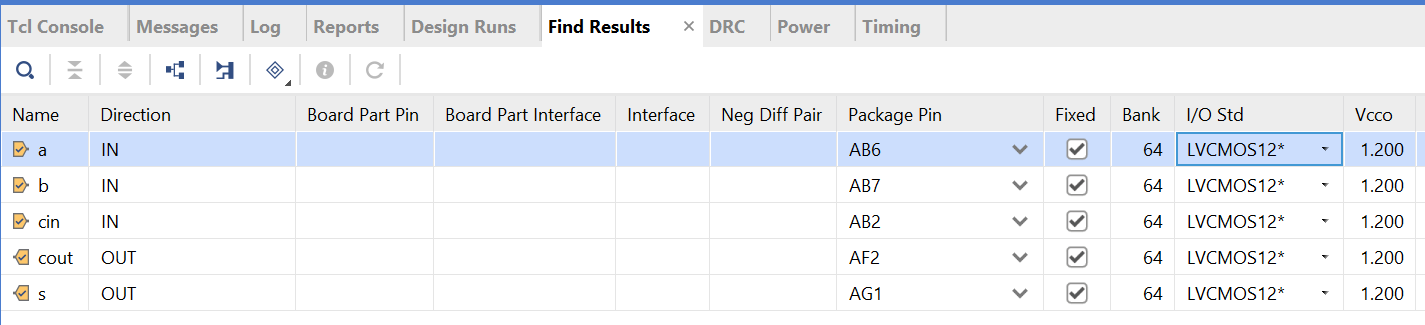 Tcl Console Messages Log Reports Design Runs Find Results × DRC Power Timing
Name Direction Board Part Pin Board Part Interface Interface Neg Diff Pair Package Pin Fixed Bank I/O Std Vcco
a IN AB6 64 LVCMOS12* 1.200
b IN AB7 64 LVCMOS12* 1.200
cin IN AB2 64 LVCMOS12* 1.200
cout OUT AF2 64 LVCMOS12* 1.200
s OUT AG1 64 LVCMOS12* 1.200